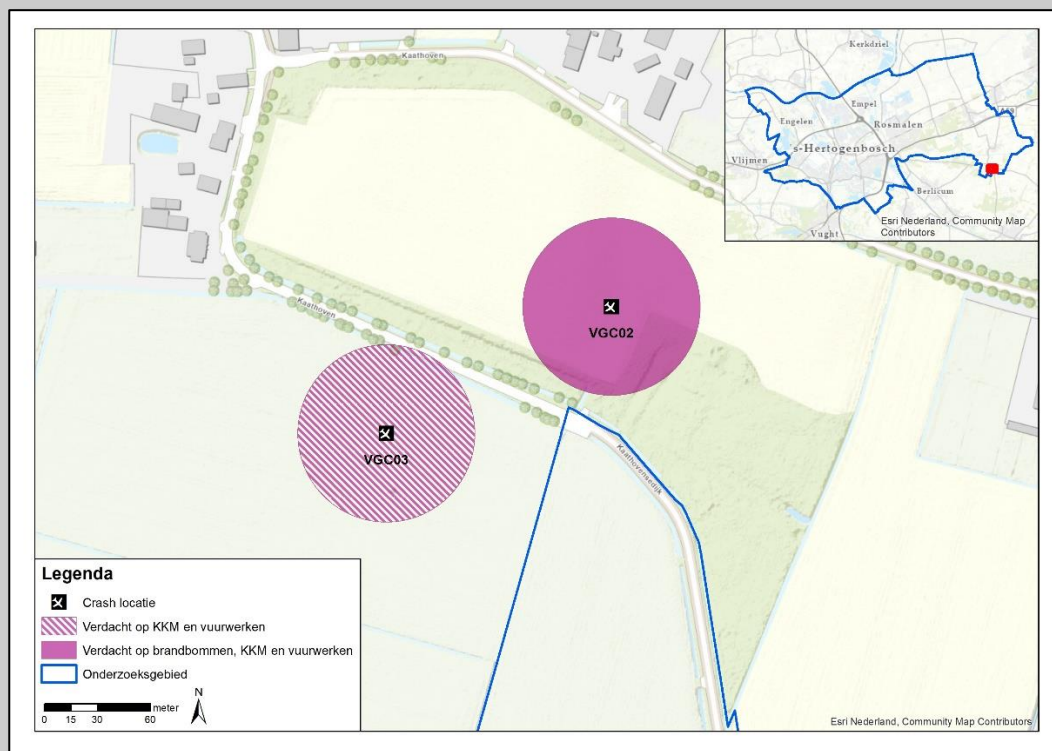 Kaathoven
Kerkdriel
Empel
Engelen
Rosmalen
's-Hertogenbosch
Vlijmen
Berlicum
Vught
Esri Nederland, Community Map
Contributors
Kaathoven
VGC02
VGC03
Kaathovensedijk
Legenda
Crash locatie
Verdacht op KKM en vuurwerken
Verdacht op brandbommen, KKM en vuurwerken
Onderzoeksgebied
N
meter
0 15 30 60
Esri Nederland, Community Map Contributors